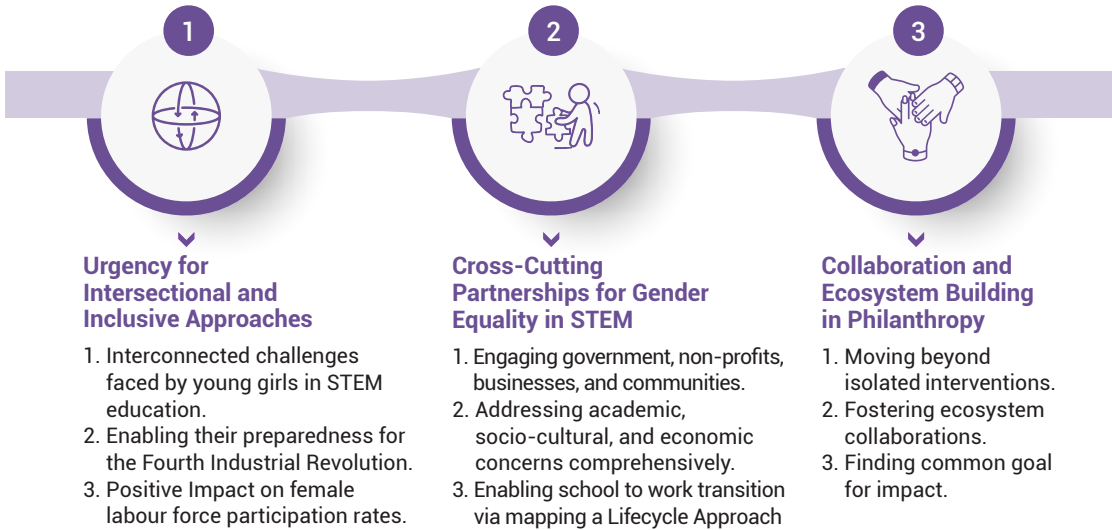 1
Urgency for
Intersectional and
Inclusive Approaches
1. Interconnected challenges
faced by young girls in STEM
education.
2. Enabling their preparedness for
the Fourth Industrial Revolution.
3. Positive Impact on female
labour force participation rates.
2
Cross-Cutting
Partnerships for Gender
Equality in STEM
1. Engaging government, non-profits,
businesses, and communities.
2. Addressing academic,
socio-cultural, and economic
concerns comprehensively.
3. Enabling school to work transition
via mapping a Lifecycle Approach
3
Collaboration and
Ecosystem Building
in Philanthropy
1. Moving beyond
isolated interventions.
2. Fostering ecosystem
collaborations.
3. Finding common goal
for impact.